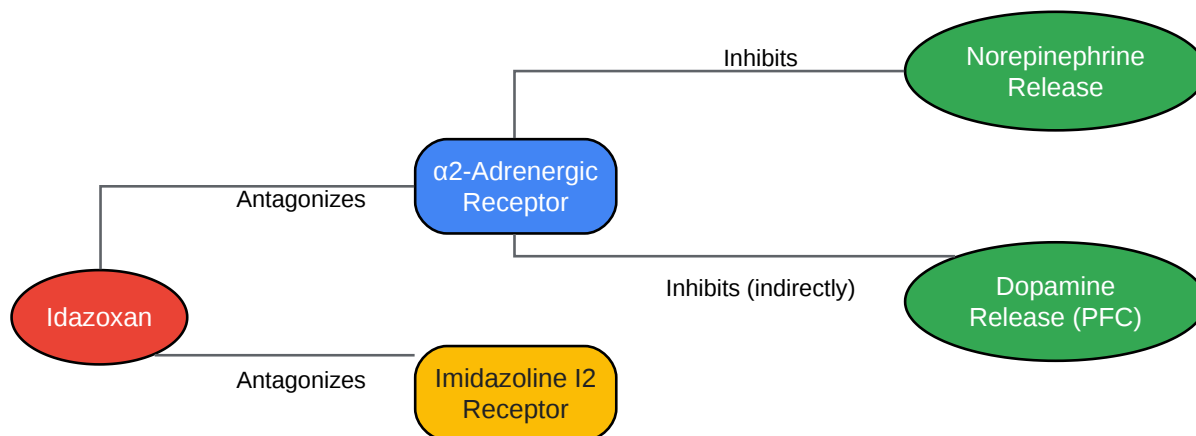 Inhibits
Norepinephrine
Release
α2-Adrenergic
Receptor
Antagonizes
Inhibits (indirectly)
Dopamine
Release (PFC)
Idazoxan
Antagonizes
Imidazoline I2
Receptor